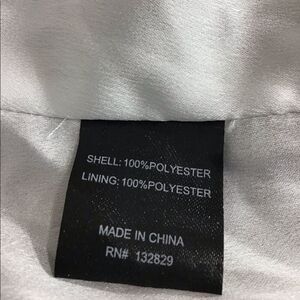 SHELL: 100%POLYESTER
LINING: 100%POLYESTER
MADE IN CHINA
RN# 132829